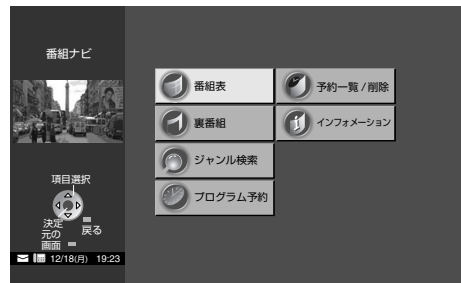 番組ナビ
番組表
予約一覧/削除
裏番組
インフォメーション
ジャンル検索
プログラム予約
項目選択
決定
戻る
元の
画面
12/18(月) 19:23